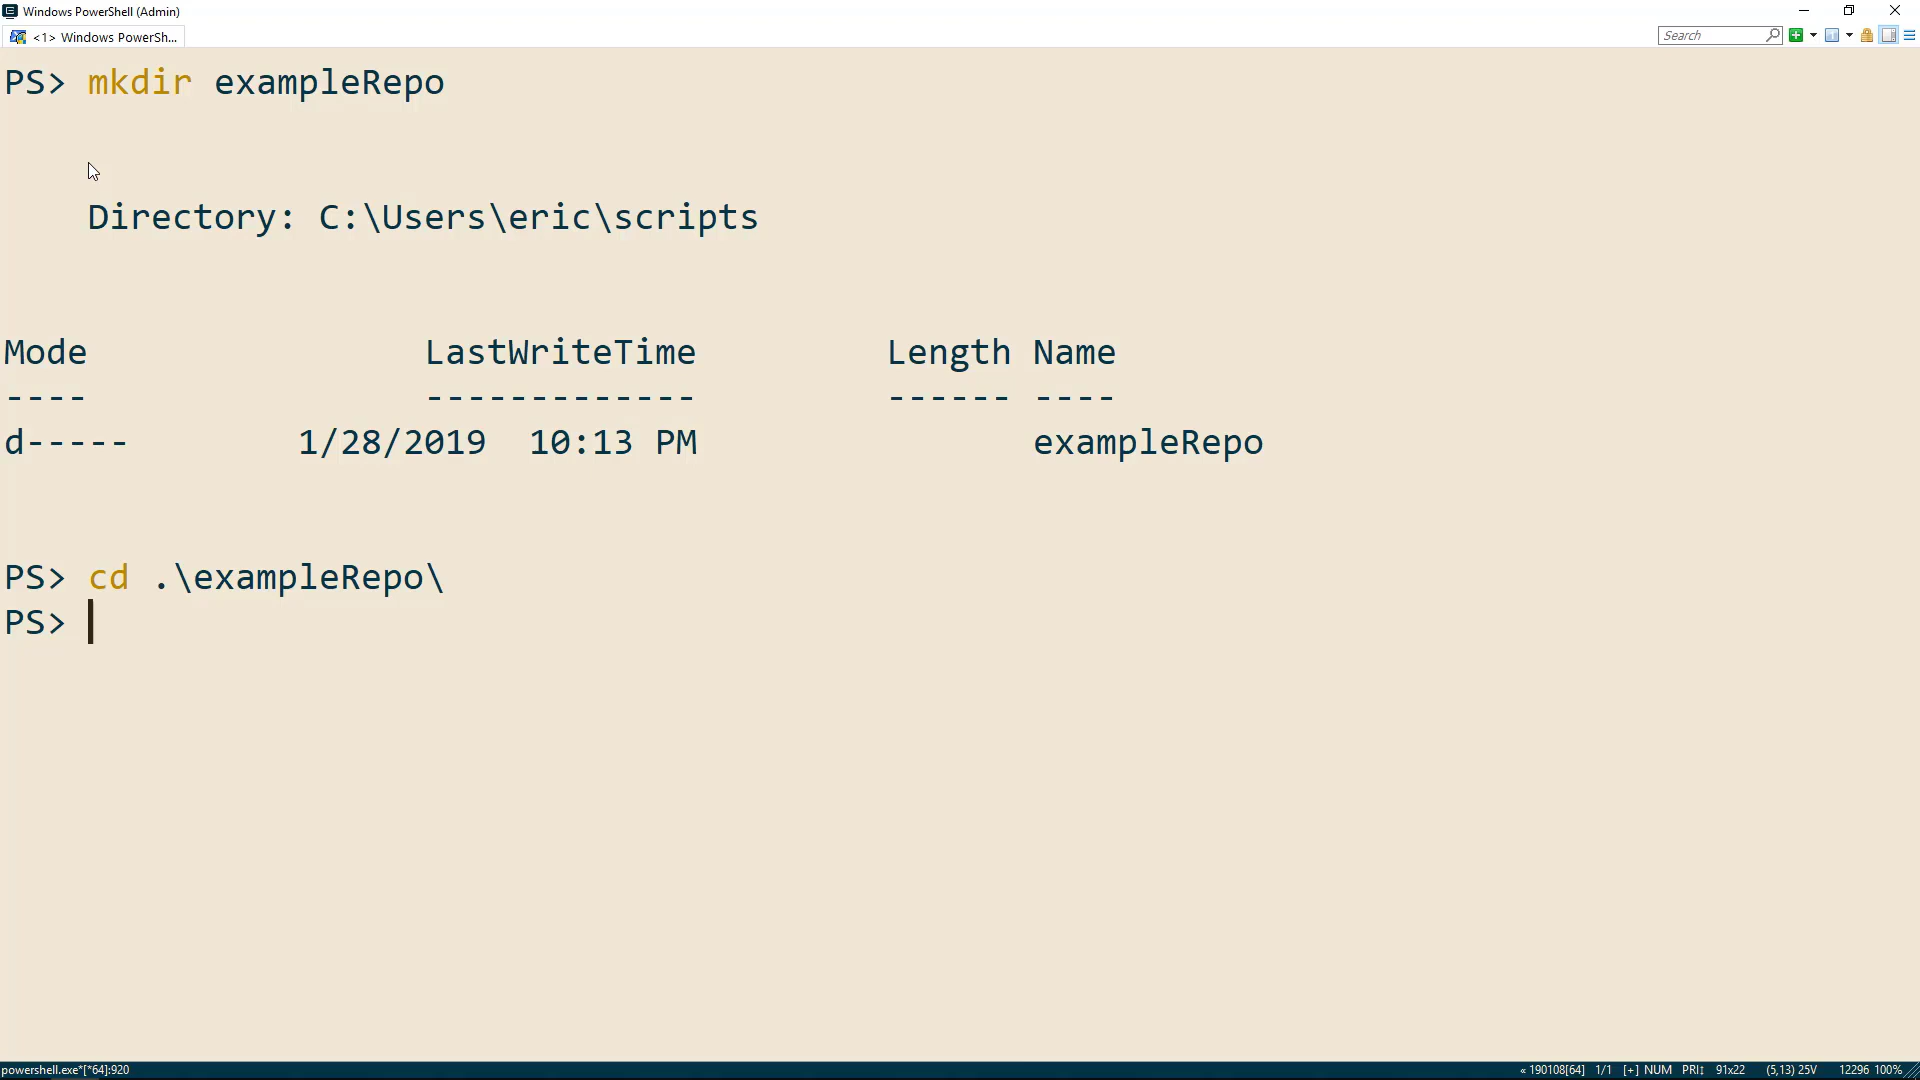 Windows PowerShell (Admin)
<1> Windows PowerSh...
Search
PS> mkdir exampleRepo
Directory: C:\Users\eric\scripts
Mode LastWriteTime Length Name
---- ------------- ------ ----
d----- 1/28/2019 10:13 PM exampleRepo
PS> cd .\exampleRepo\
PS>
powershell.exe*[*64]:920
« 190108[64] 1/1 [+] NUM PRI↕ 91x22 (5,13) 25V 12296 100%